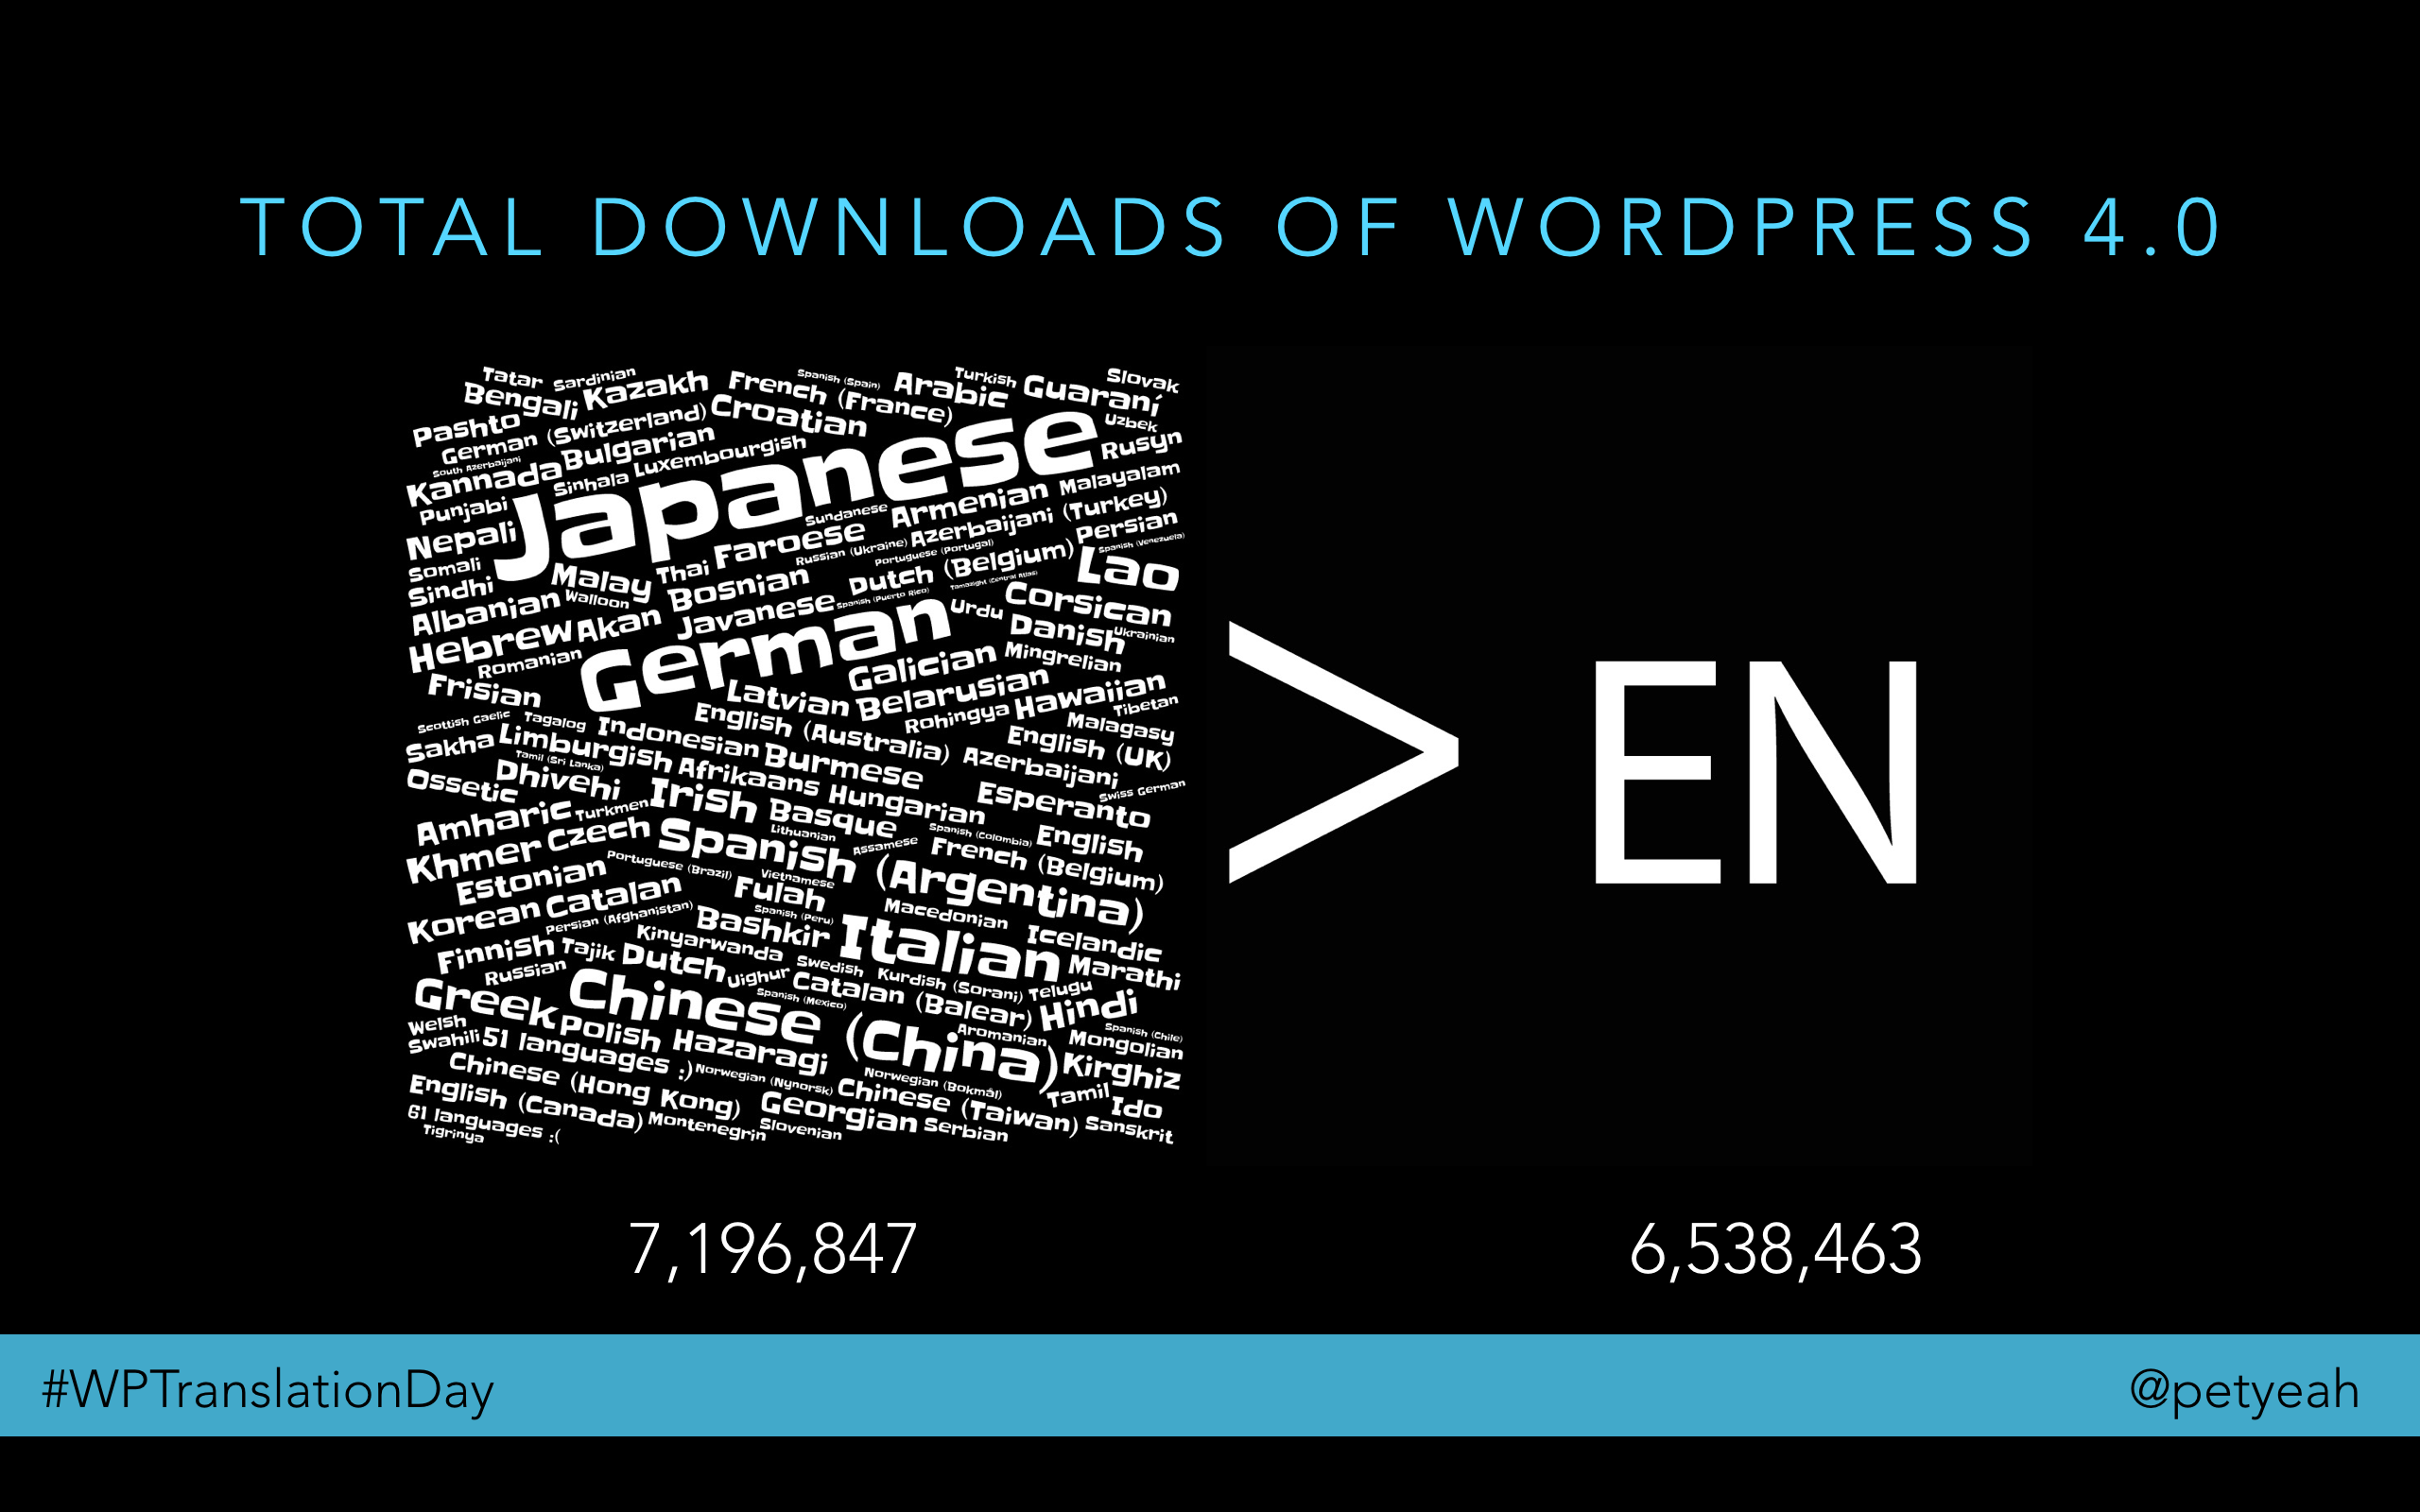 TOTAL DOWNLOADS OF WORDPRESS 4.0
Tatar
Sardinian
Bengali
Kazakh
French (France)
Spanish (Spain)
Arabic
Turkish
Guaraní
Slovak
Pashto
German (Switzerland)
Croatian
Uzbek
South Azerbaijani
Kannada
Bulgarian
Sinhala
Luxembourgish
Japanese
Rusyn
Malayalam
Punjabi
Nepali
Sundanese
Armenian
Azerbaijani (Turkey)
Persian
Spanish (Venezuela)
Somali
Sindhi
Malay
Thai
Faroese
Russian (Ukraine)
Portuguese (Portugal)
Dutch (Belgium)
Tamazight (Central Atlas)
Lao
Albanian
Walloon
Bosnian
Javanese
Spanish (Puerto Rico)
Urdu
Corsican
Danish
Ukrainian
Hebrew
Akan
Romanian
German
Galician
Mingrelian
Frisian
Latvian
Belarusian
Rohingya
Hawaiian
Tibetan
Scottish Gaelic
Tagalog
Indonesian
English (Australia)
Malagasy
English (UK)
Sakha
Limburgish
Tamil (Sri Lanka)
Burmese
Azerbaijani
Ossetic
Dhivehi
Afrikaans
Hungarian
Esperanto
Swiss German
Amharic
Turkmen
Irish
Basque
Lithuanian
Spanish (Colombia)
English
Khmer
Czech
Spanish (Argentina)
Assamese
French (Belgium)
Estonian
Portuguese (Brazil)
Vietnamese
Fulah
Korean
Catalan
Persian (Afghanistan)
Spanish (Peru)
Bashkir
Macedonian
Icelandic
Finnish
Tajik
Kinyarwanda
Italian
Marathi
Russian
Dutch
Uighur
Swedish
Kurdish (Sorani)
Telugu
Greek
Chinese (China)
Spanish (Mexico)
Catalan (Balear)
Hindi
Welsh
Swahili
51 languages :)
Polish
Hazaragi
Aromanian
Spanish (Chile)
Mongolian
Kirghiz
Chinese (Hong Kong)
Norwegian (Nynorsk)
Norwegian (Bokmål)
Chinese (Taiwan)
Tamil
Ido
English (Canada)
61 languages :(
Tigrinya
Montenegrin
Georgian
Slovenian
Serbian
Sanskrit
> EN
7,196,847
6,538,463
#WPTranslationDay
@petyeah